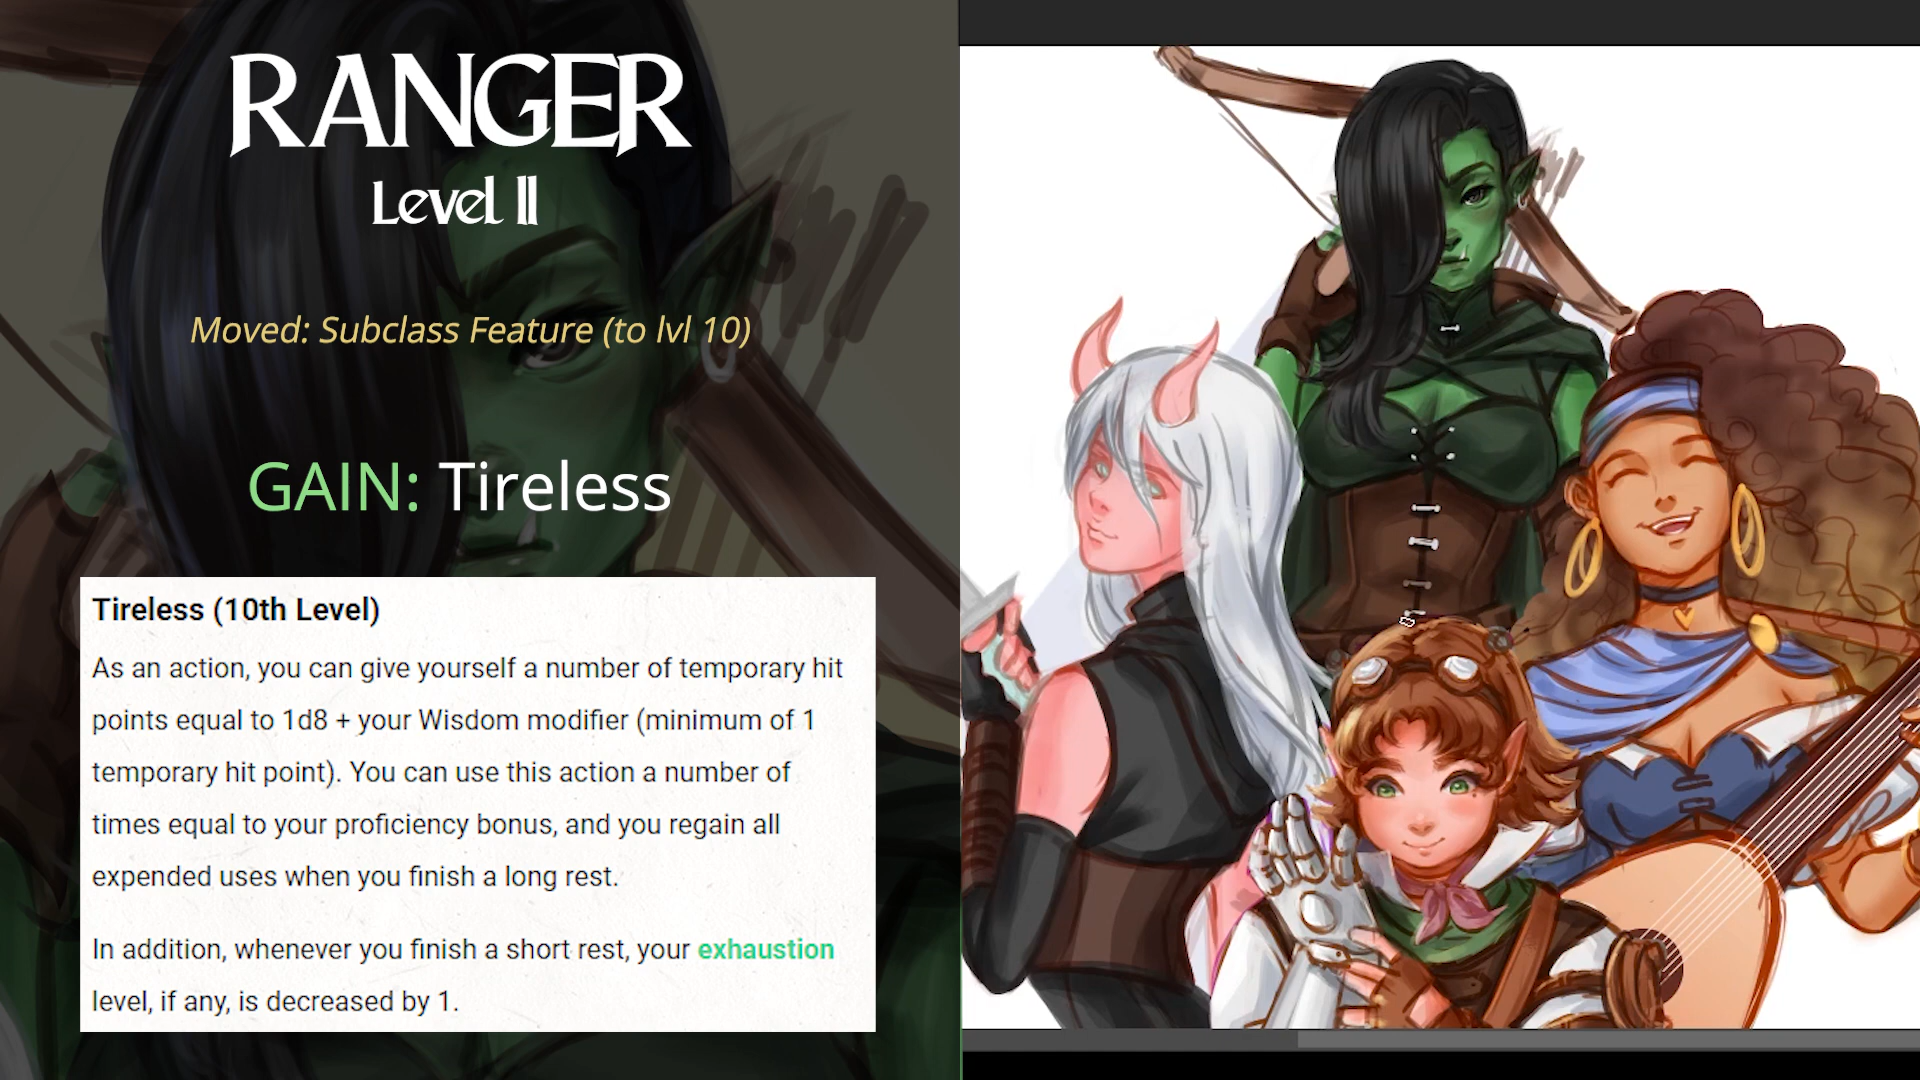 RANGER
Level 11
Moved: Subclass Feature (to lvl 10)
GAIN: Tireless
Tireless (10th Level)
As an action, you can give yourself a number of temporary hit
points equal to 1d8 + your Wisdom modifier (minimum of 1
temporary hit point). You can use this action a number of
times equal to your proficiency bonus, and you regain all
expended uses when you finish a long rest.
In addition, whenever you finish a short rest, your exhaustion
level, if any, is decreased by 1.